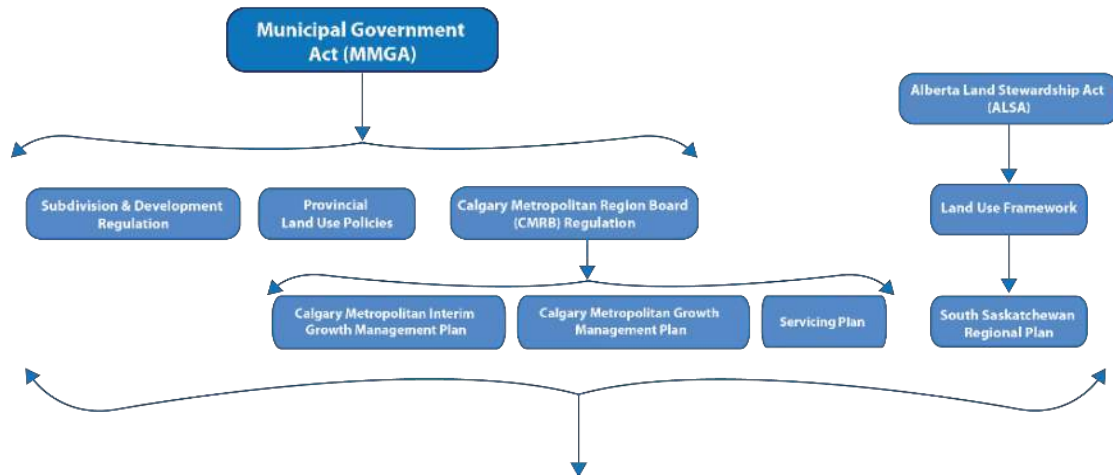 Municipal Government
Act (MMGA)
Alberta Land Stewardship Act
(ALSA)
Subdivision & Development
Regulation
Provincial
Land Use Policies
Calgary Metropolitan Region Board
(CMRB) Regulation
Land Use Framework
Calgary Metropolitan Interim
Growth Management Plan
Calgary Metropolitan Growth
Management Plan
Servicing Plan
South Saskatchewan
Regional Plan